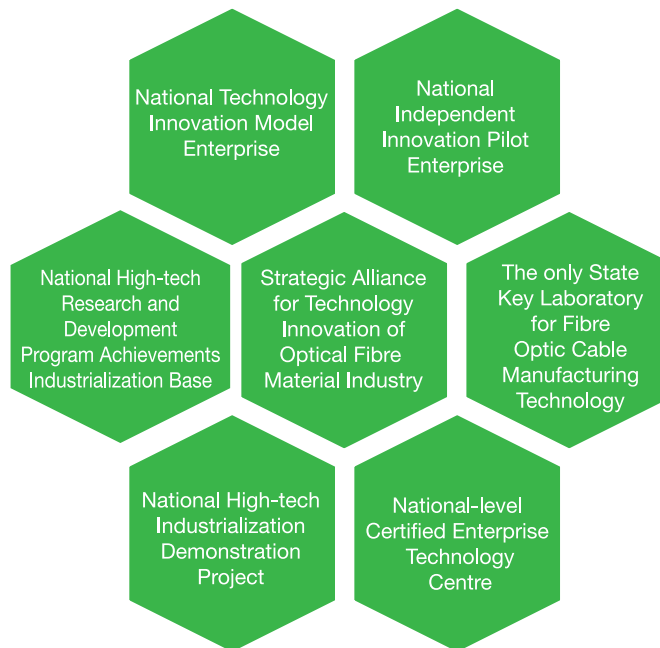 National Technology
Innovation Model
Enterprise
National
Independent
Innovation Pilot
Enterprise
National High-tech
Research and
Development
Program Achievements
Industrialization Base
Strategic Alliance
for Technology
Innovation of
Optical Fibre
Material Industry
The only State
Key Laboratory
for Fibre
Optic Cable
Manufacturing
Technology
National High-tech
Industrialization
Demonstration
Project
National-level
Certified Enterprise
Technology
Centre